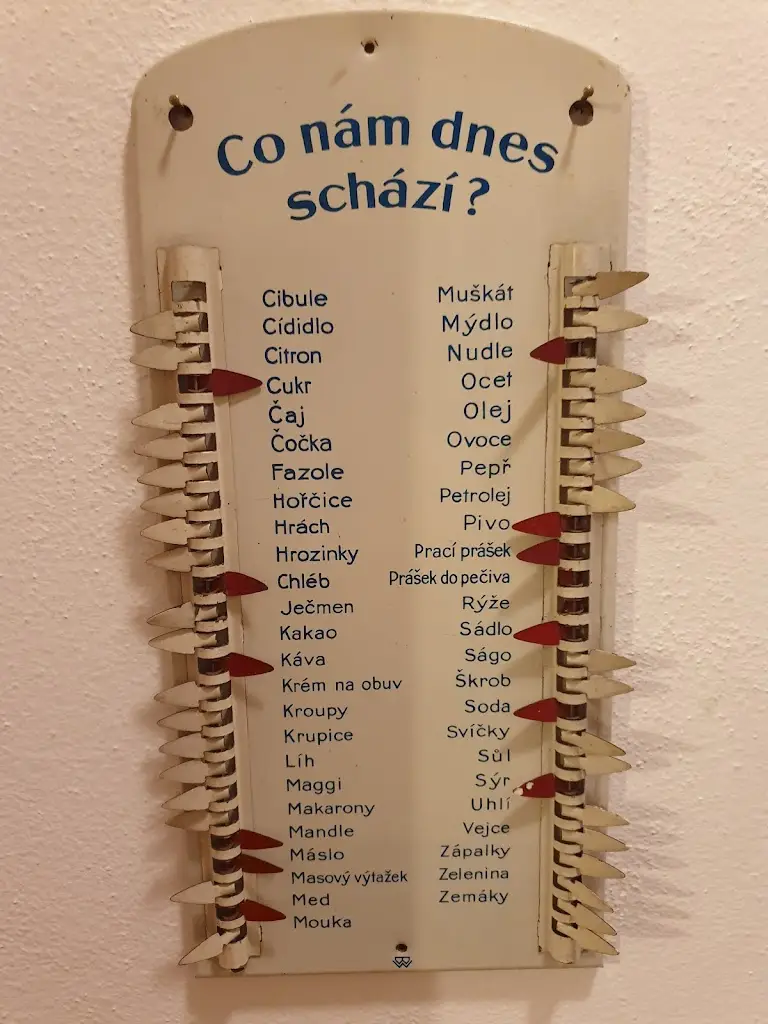 Co nám dnes
schází?
Cibule
Cídidlo
Citron
Cukr
Čaj
Čočka
Fazole
Hořčice
Hrách
Hrozinky
Chléb
Ječmen
Kakao
Káva
Krém na obuv
Kroupy
Krupice
Líh
Maggi
Makarony
Mandle
Máslo
Masový výtažek
Med
Mouka
Muškát
Mýdlo
Nudle
Ocet
Olej
Ovoce
Pepř
Petrolej
Pivo
Prací prášek
Prášek do pečiva
Rýže
Sádlo
Ságo
Škrob
Soda
Svíčky
Sůl
Sýr
Uhlí
Vejce
Zápalky
Zelenina
Zemáky